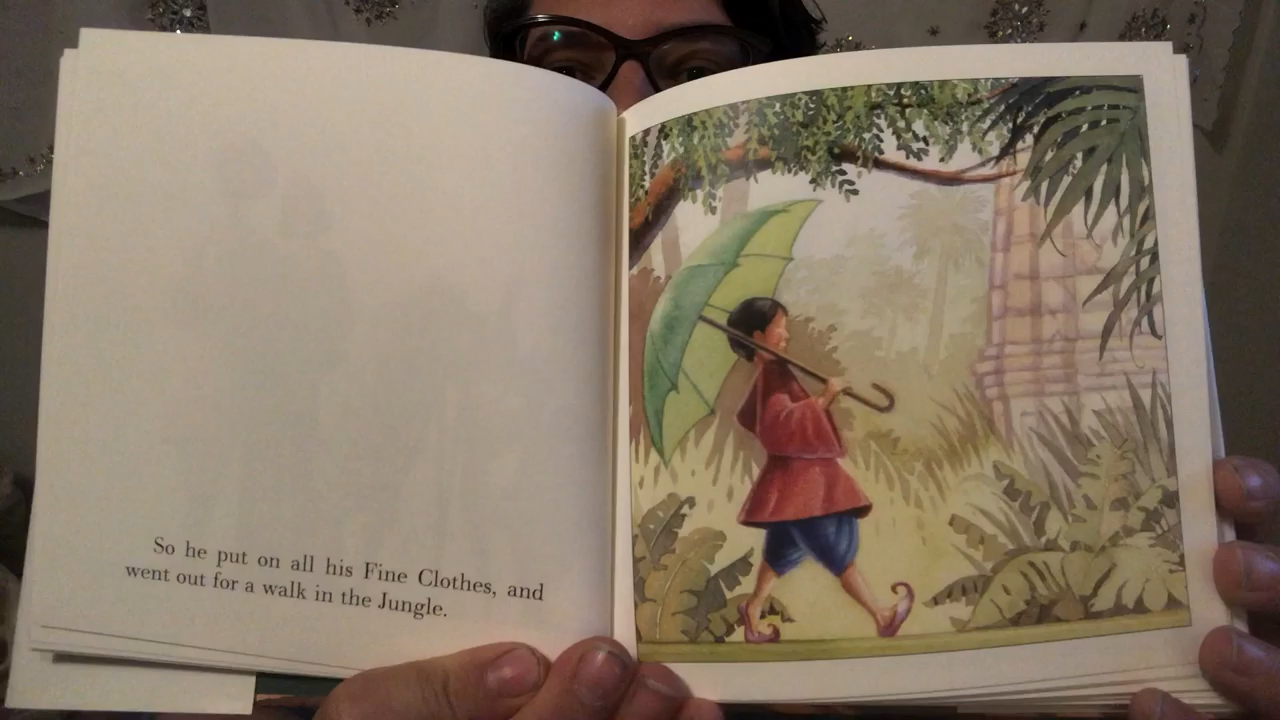 So he put on all his Fine Clothes, and
went out for a walk in the Jungle.